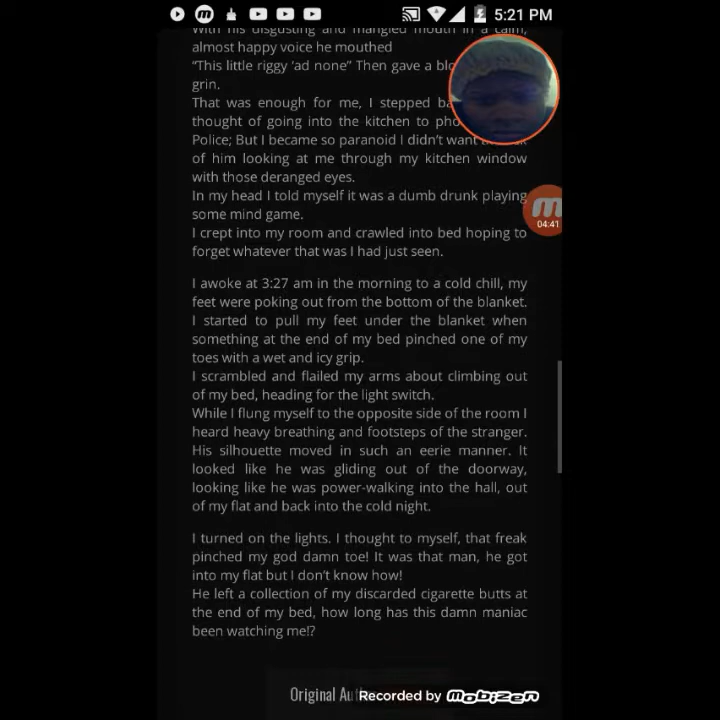 5:21 PM
With his disgusting and mangled mouth in a calm,
almost happy voice he mouthed
“This little riggy ‘ad none” Then gave a blo
grin.
That was enough for me, I stepped ba
thought of going into the kitchen to pho
Police; But I became so paranoid I didn’t want
of him looking at me through my kitchen window
with those deranged eyes.
In my head I told myself it was a dumb drunk playing
some mind game.
04:41
I crept into my room and crawled into bed hoping to
forget whatever that was I had just seen.
I awoke at 3:27 am in the morning to a cold chill, my
feet were poking out from the bottom of the blanket.
I started to pull my feet under the blanket when
something at the end of my bed pinched one of my
toes with a wet and icy grip.
I scrambled and flailed my arms about climbing out
of my bed, heading for the light switch.
While I flung myself to the opposite side of the room I
heard heavy breathing and footsteps of the stranger.
His silhouette moved in such an eerie manner. It
looked like he was gliding out of the doorway,
looking like he was power-walking into the hall, out
of my flat and back into the cold night.
I turned on the lights. I thought to myself, that freak
pinched my god damn toe! It was that man, he got
into my flat but I don’t know how!
He left a collection of my discarded cigarette butts at
the end of my bed, how long has this damn maniac
been watching me!?
Original Au
Recorded by Mobizen